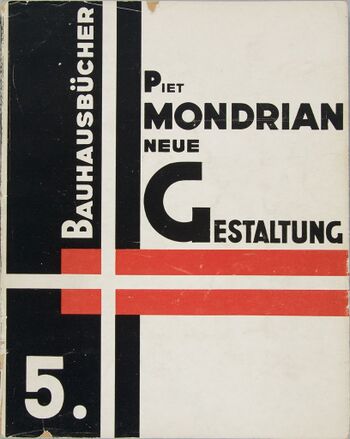 BAUHAUSBÜCHER
PIET
MONDRIAN
NEUE
GESTALTUNG
5.